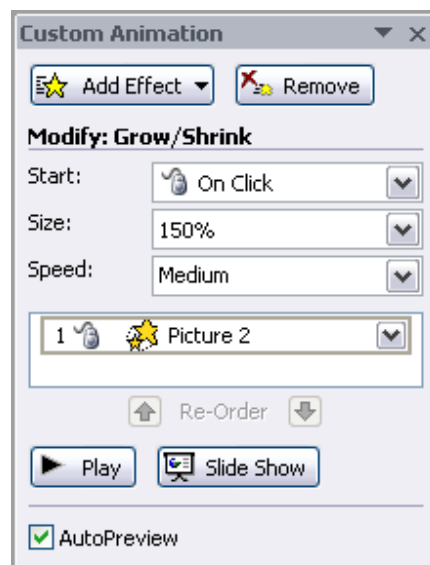 Custom Animation
Add Effect Remove
Modify: Grow/Shrink
Start: On Click
Size: 150%
Speed: Medium
1 Picture 2
Re-Order
Play Slide Show
AutoPreview